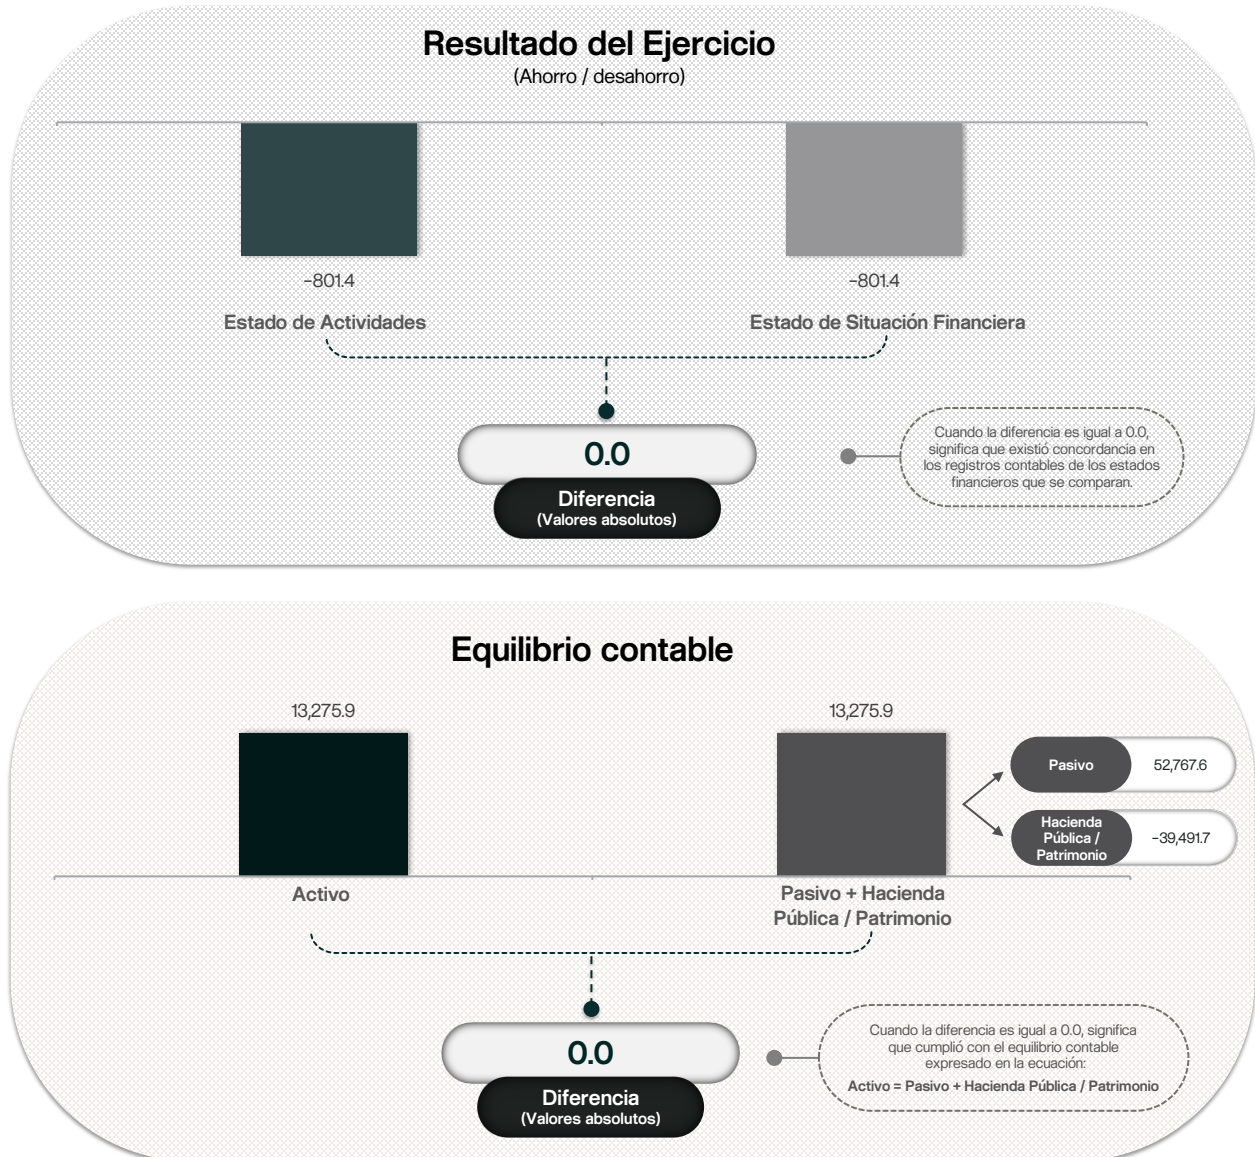 Resultado del Ejercicio
(Ahorro / desahorro)
-801.4
-801.4
Estado de Actividades
Estado de Situación Financiera
0.0
Diferencia
(Valores absolutos)
Cuando la diferencia es igual a 0.0,
significa que existió concordancia en
los registros contables de los estados
financieros que se comparan.
Equilibrio contable
13,275.9
13,275.9
Pasivo
52,767.6
Hacienda
Pública /
Patrimonio
-39,491.7
Activo
Pasivo + Hacienda
Pública / Patrimonio
0.0
Diferencia
(Valores absolutos)
Cuando la diferencia es igual a 0.0, significa
que cumplió con el equilibrio contable
expresado en la ecuación:
Activo = Pasivo + Hacienda Pública / Patrimonio